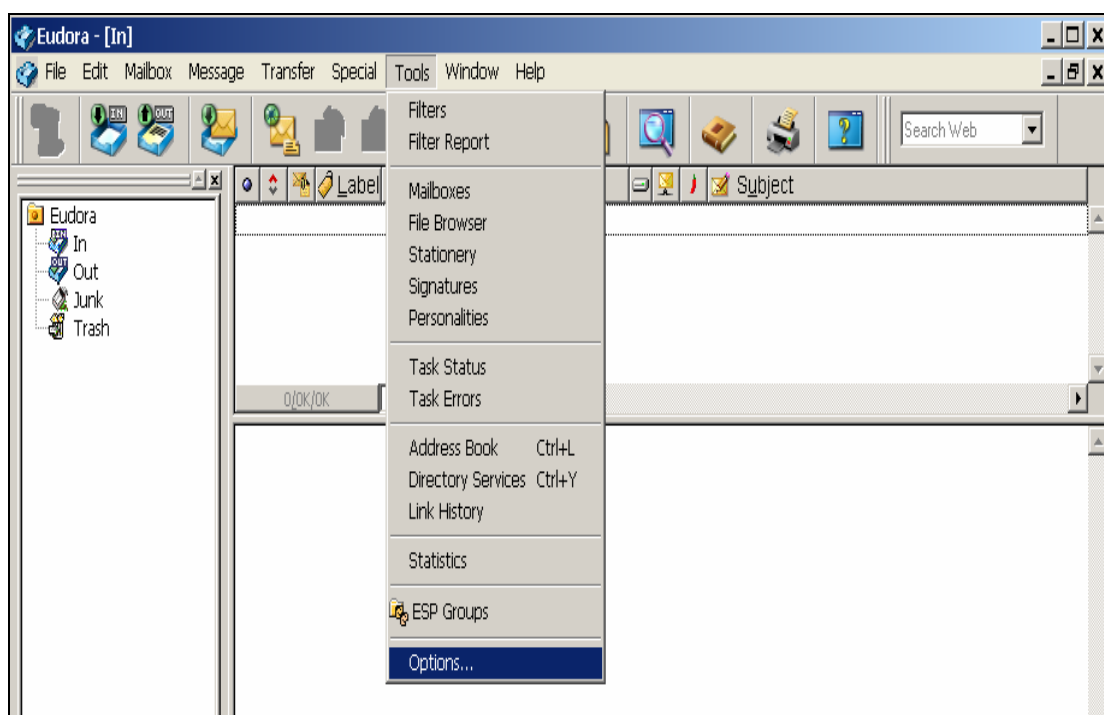 Eudora - [In]
File Edit Mailbox Message Transfer Special Tools Window Help
IN OUT
Search Web
Label Subject
Eudora
In
Out
Junk
Trash
0/0K/0K
Filters
Filter Report
Mailboxes
File Browser
Stationery
Signatures
Personalities
Task Status
Task Errors
Address Book Ctrl+L
Directory Services Ctrl+Y
Link History
Statistics
ESP Groups
Options...